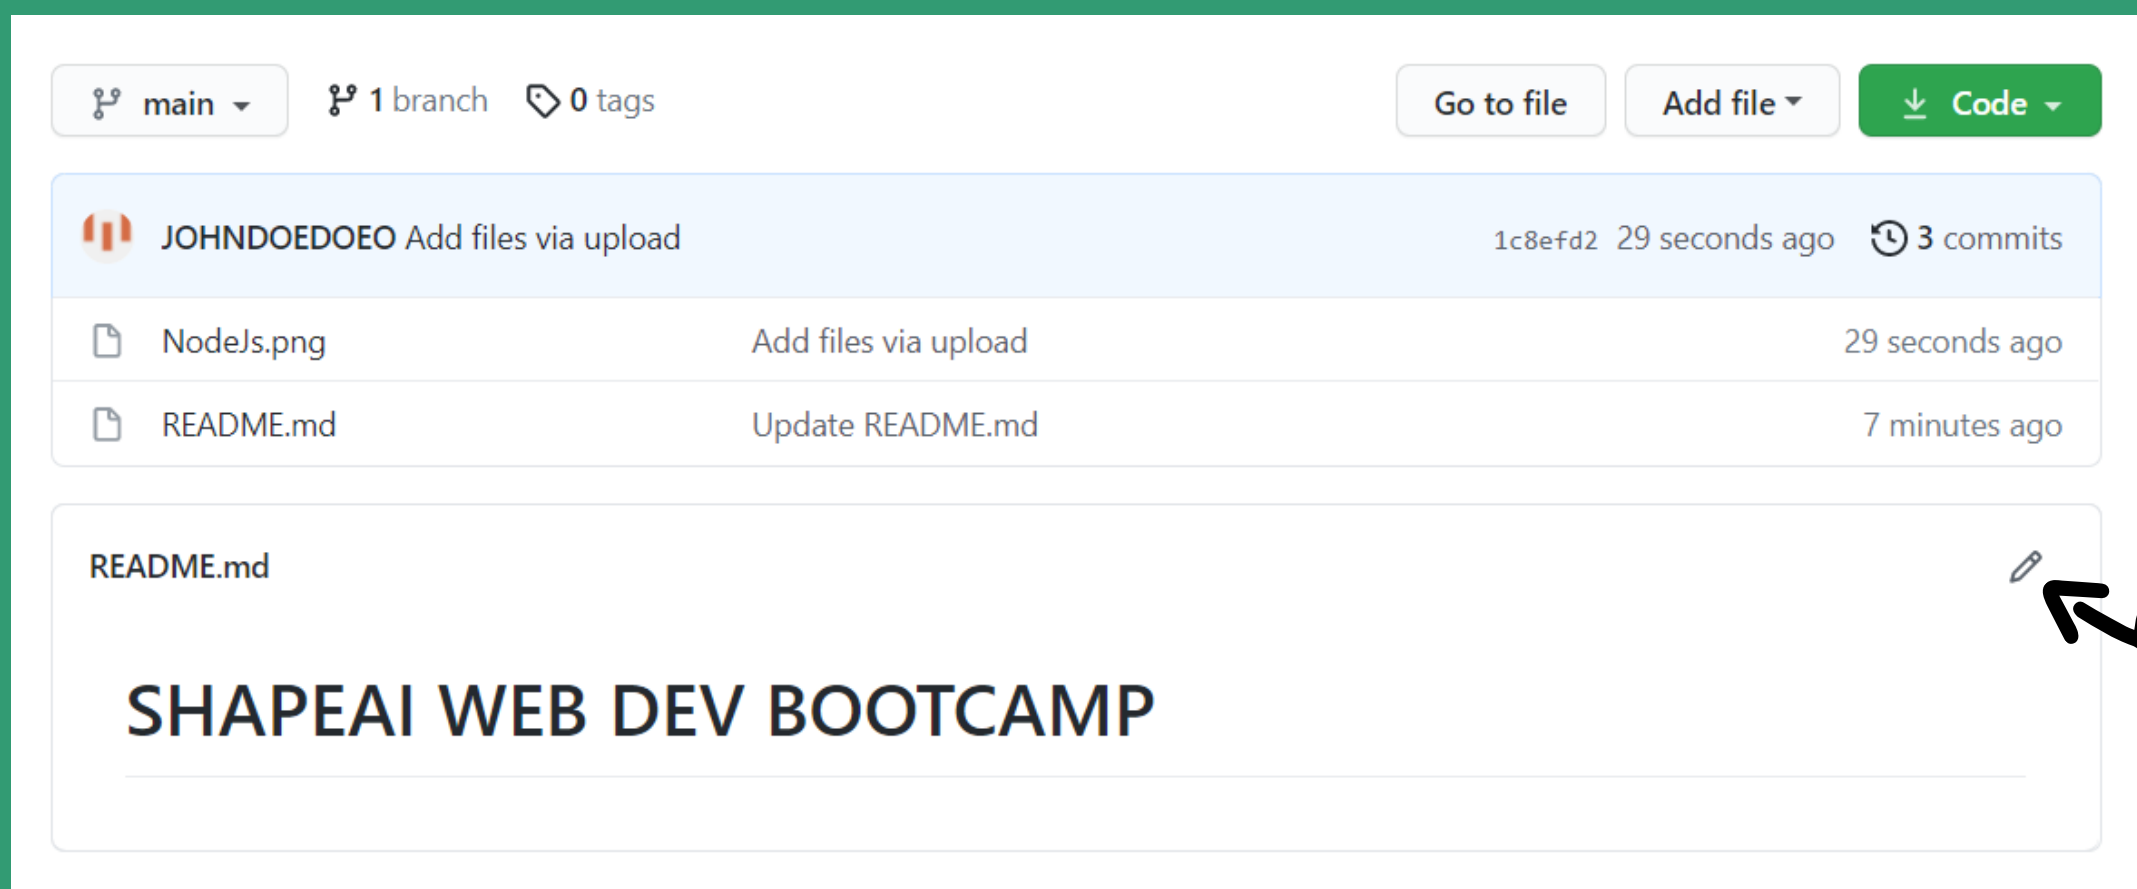 main 1 branch 0 tags Go to file Add file Code
JOHNDOEDOEO Add files via upload 1c8efd2 29 seconds ago 3 commits
NodeJs.png Add files via upload 29 seconds ago
README.md Update README.md 7 minutes ago
README.md
SHAPEAI WEB DEV BOOTCAMP